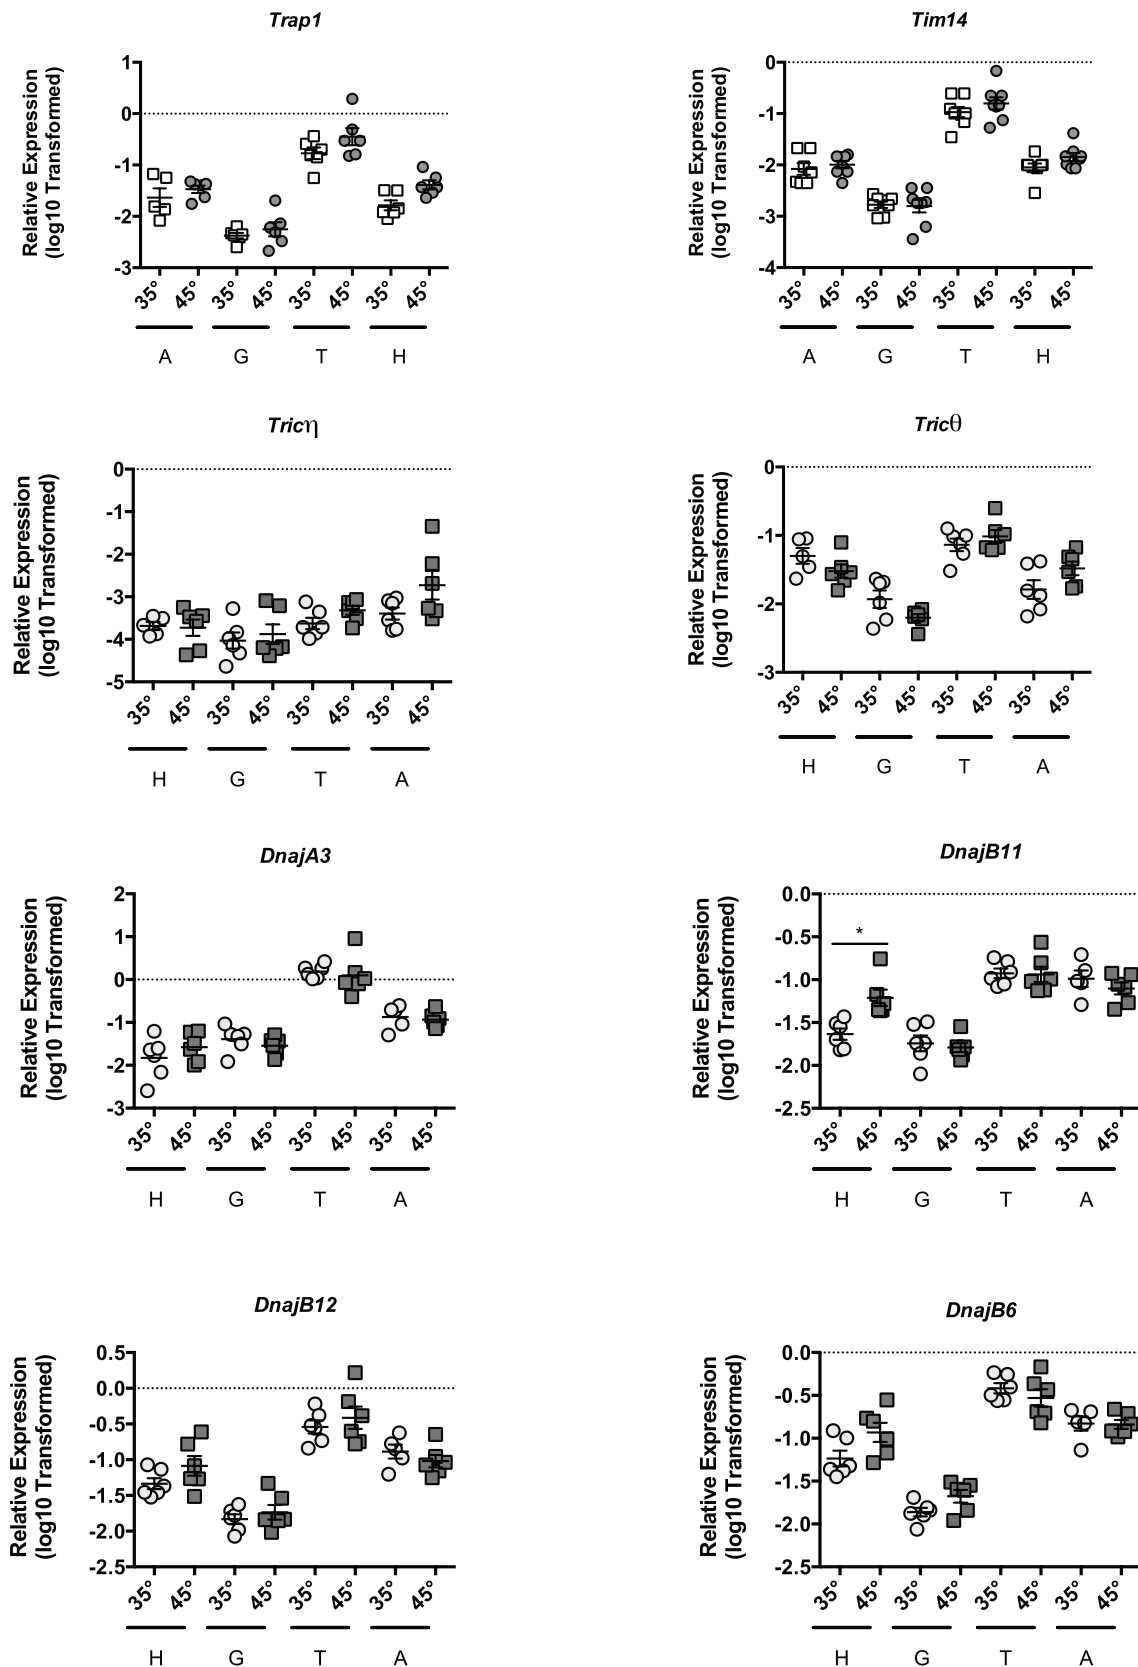 Trap1
Relative Expression
(log10 Transformed)
1
0
-1
-2
-3
35° 45° 35° 45° 35° 45° 35° 45°
A G T H
Tim14
Relative Expression
(log10 Transformed)
0
-1
-2
-3
-4
35° 45° 35° 45° 35° 45° 35° 45°
A G T H
Tricη
Relative Expression
(log10 Transformed)
0
-1
-2
-3
-4
-5
35° 45° 35° 45° 35° 45° 35° 45°
H G T A
Tricθ
Relative Expression
(log10 Transformed)
0
-1
-2
-3
35° 45° 35° 45° 35° 45° 35° 45°
H G T A
DnajA3
Relative Expression
(log10 Transformed)
2
1
0
-1
-2
-3
35° 45° 35° 45° 35° 45° 35° 45°
H G T A
DnajB11
Relative Expression
(log10 Transformed)
0.0
-0.5
-1.0
-1.5
-2.0
-2.5
*
35° 45° 35° 45° 35° 45° 35° 45°
H G T A
DnajB12
Relative Expression
(log10 Transformed)
0.5
0.0
-0.5
-1.0
-1.5
-2.0
-2.5
35° 45° 35° 45° 35° 45° 35° 45°
H G T A
DnajB6
Relative Expression
(log10 Transformed)
0.0
-0.5
-1.0
-1.5
-2.0
-2.5
35° 45° 35° 45° 35° 45° 35° 45°
H G T A